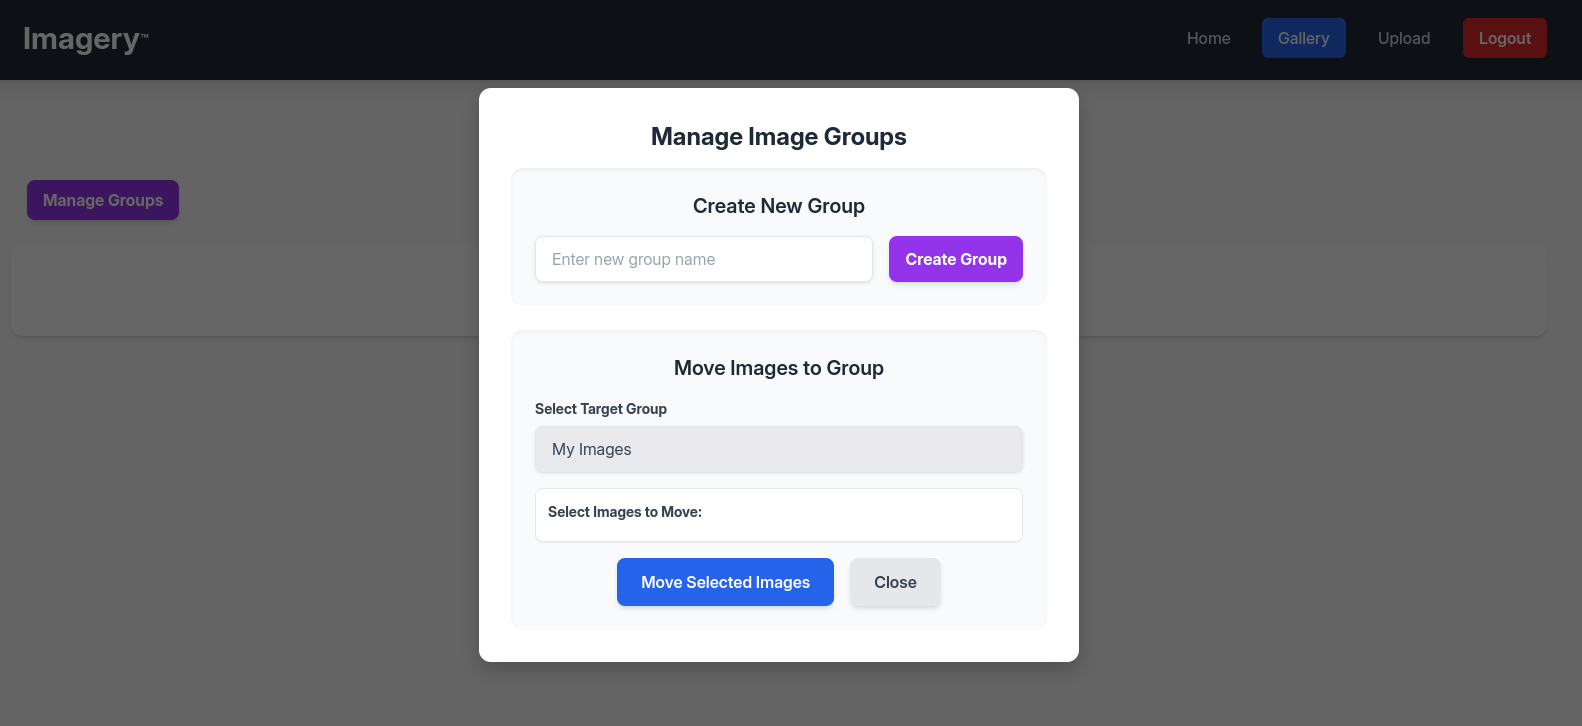 Imagery™
Home
Gallery
Upload
Logout
Manage Groups
Manage Image Groups
Create New Group
Enter new group name
Create Group
Move Images to Group
Select Target Group
My Images
Select Images to Move:
Move Selected Images
Close